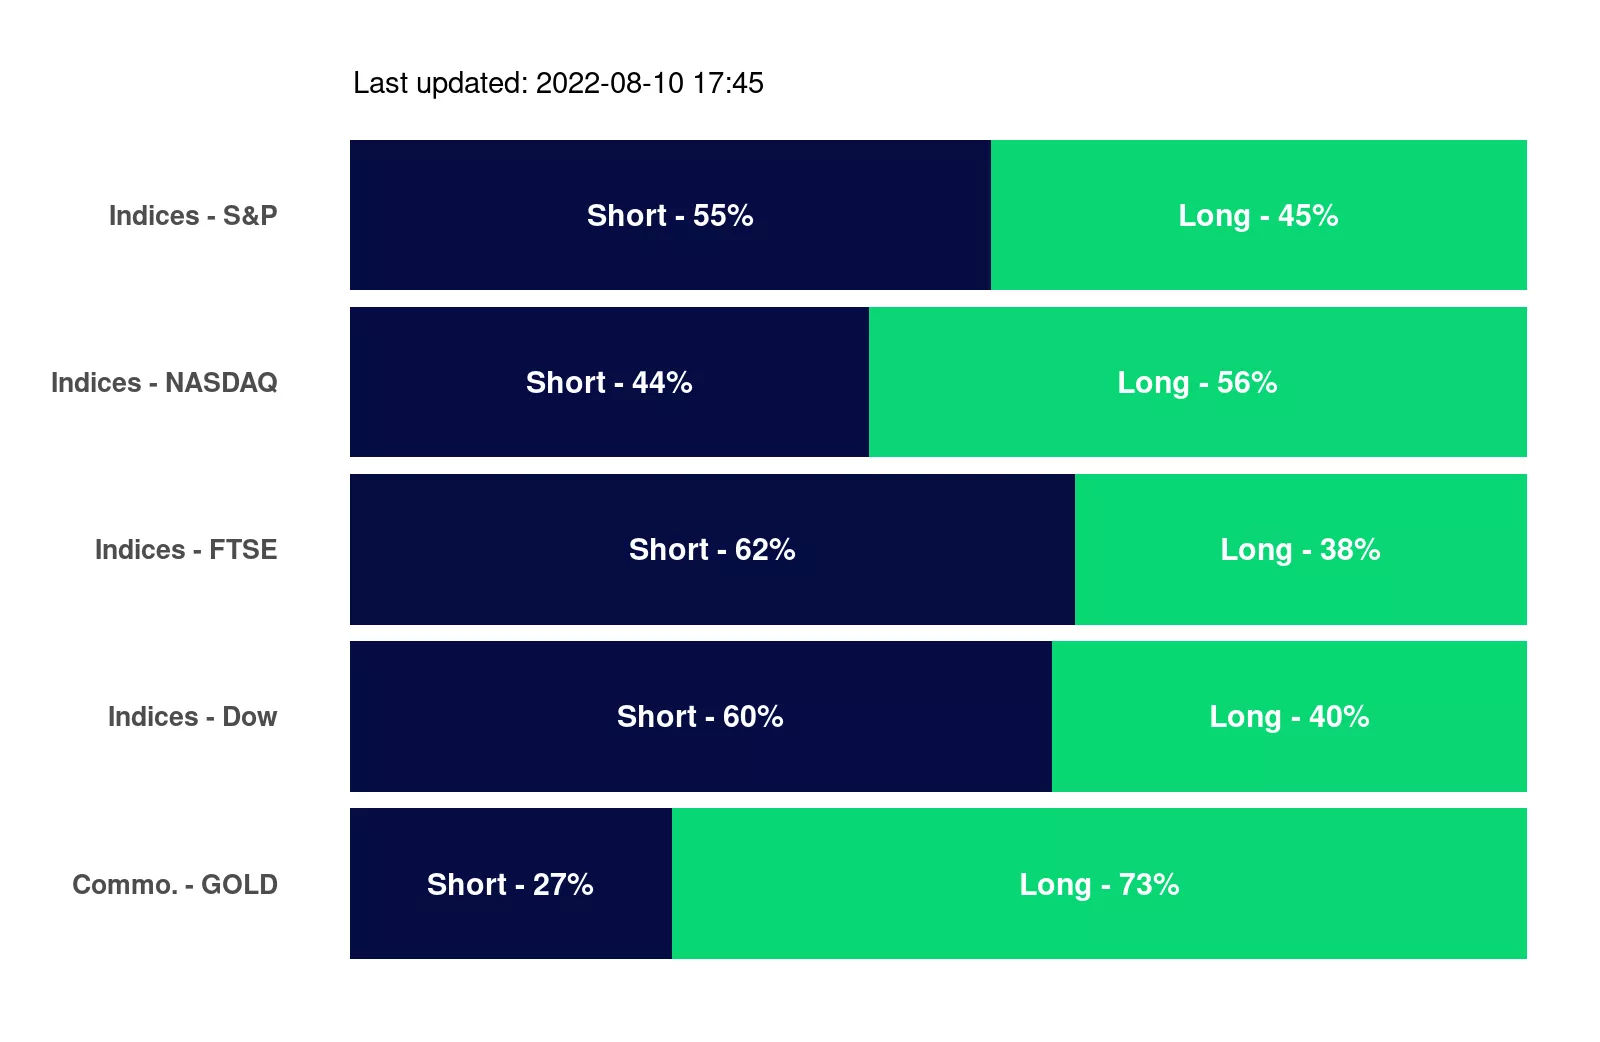 Last updated: 2022-08-10 17:45
Indices - S&P Short - 55% Long - 45%
Indices - NASDAQ Short - 44% Long - 56%
Indices - FTSE Short - 62% Long - 38%
Indices - Dow Short - 60% Long - 40%
Commo. - GOLD Short - 27% Long - 73%